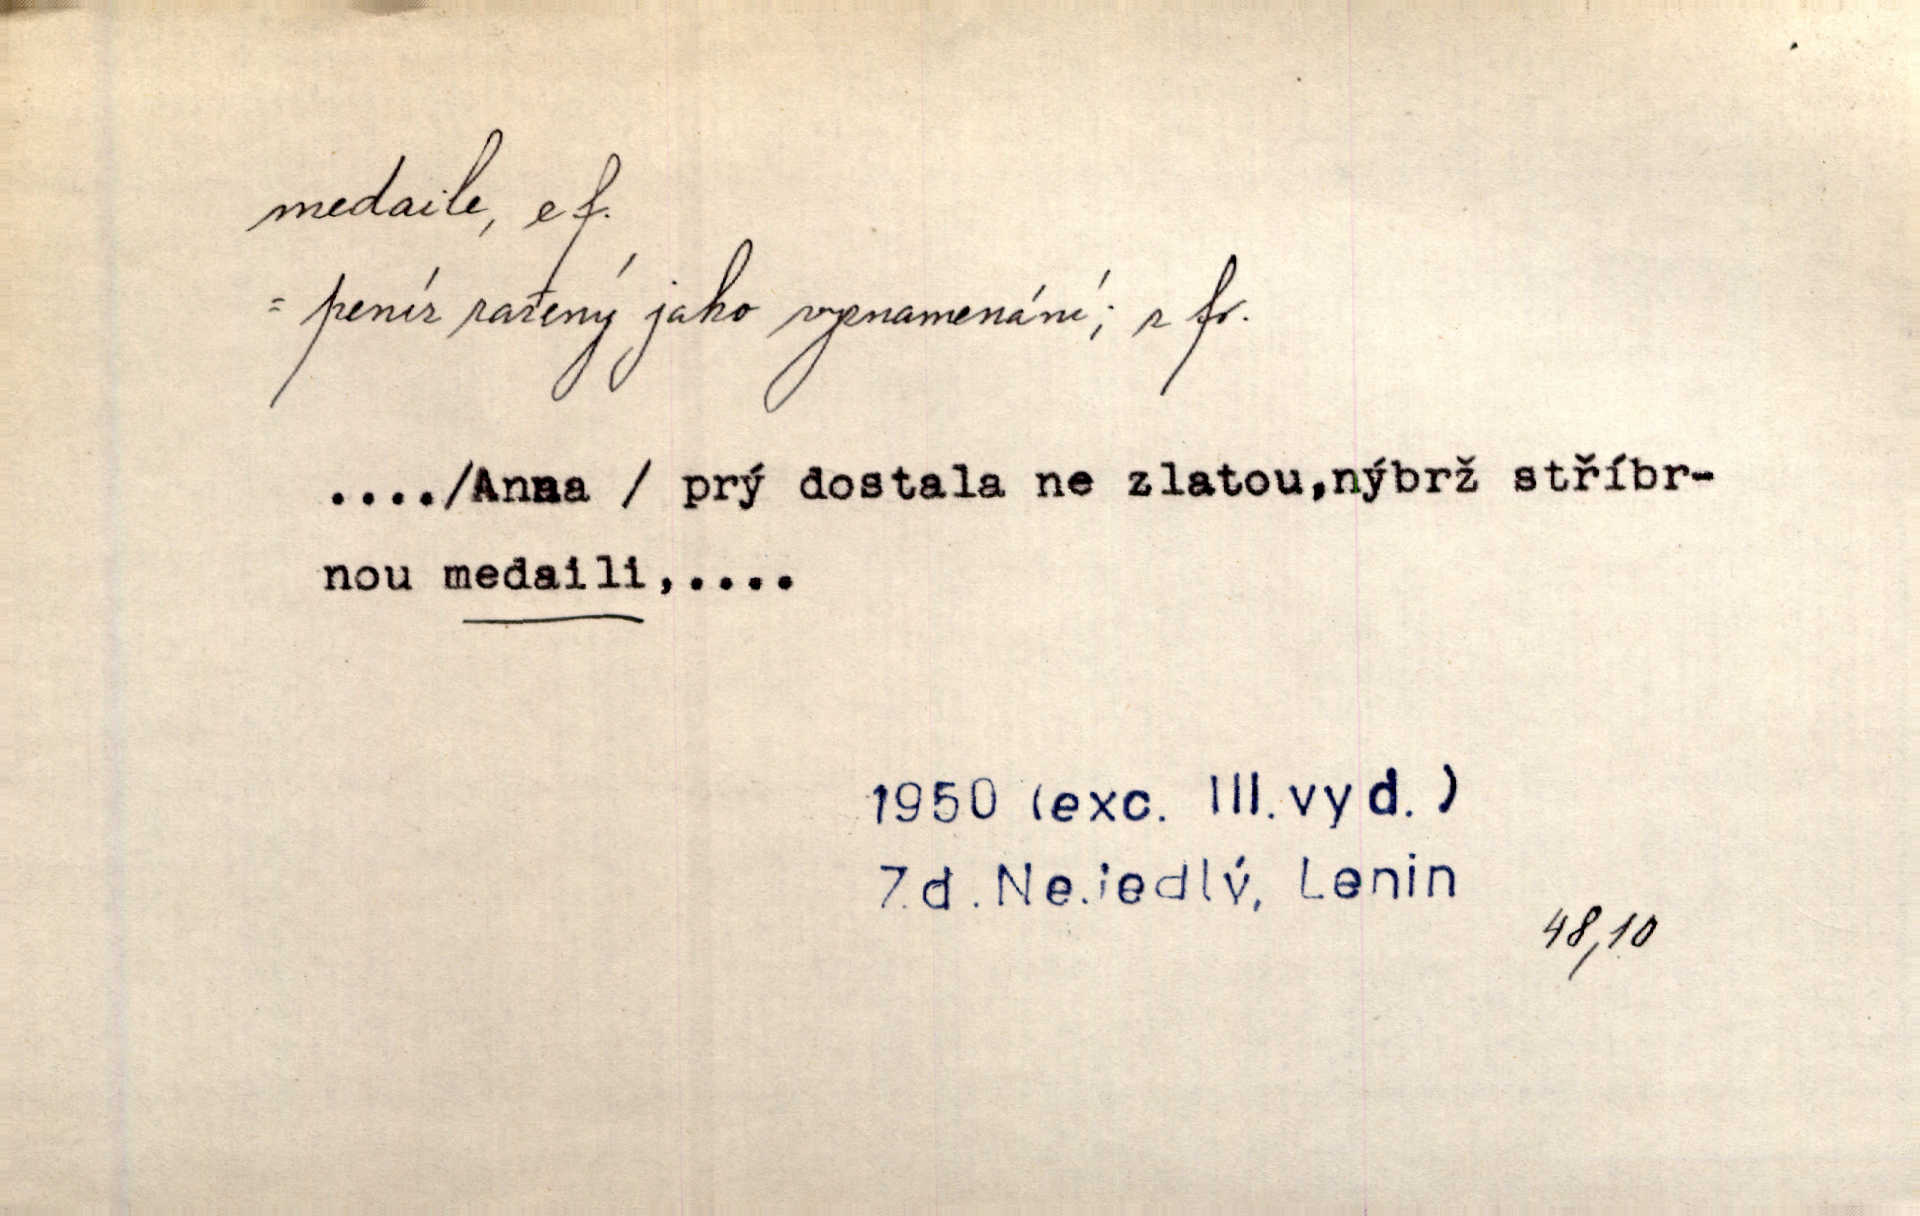 medaile, e f.
= peníz ražený jako vyznamenání; z fr.
..../Anna / prý dostala ne zlatou,nýbrž stříbr-
nou medaili,....
1950 (exc. III. vyd. )
Zd. Nejedlý, Lenin
48,10